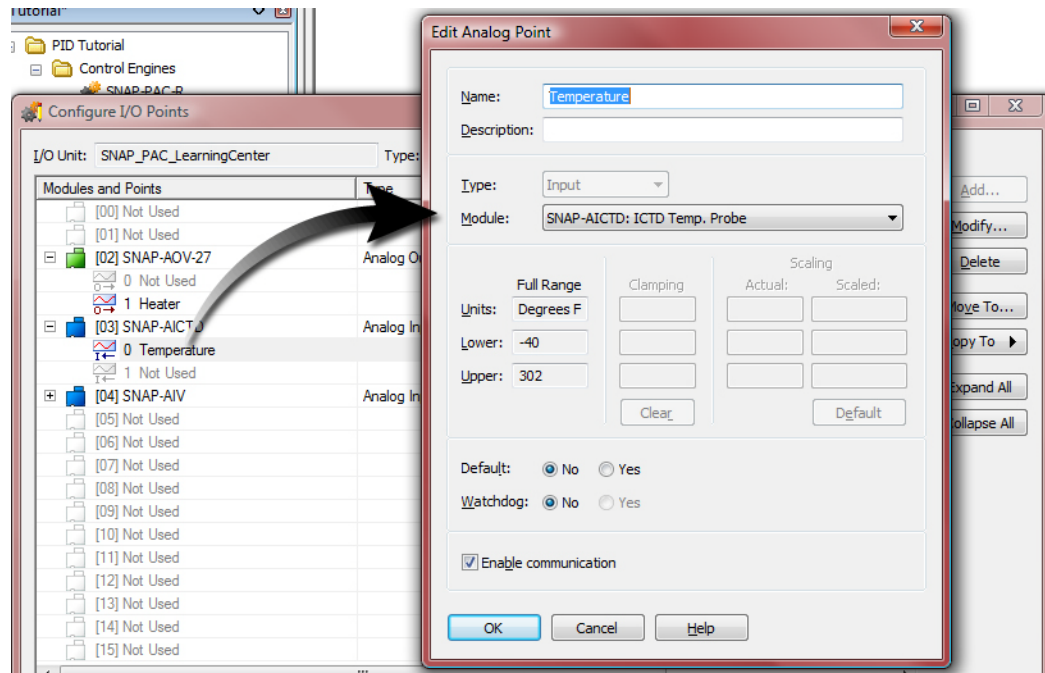 Tutorial"
PID Tutorial
Control Engines
SNAP-PAC-R
Configure I/O Points
I/O Unit: SNAP_PAC_LearningCenter Type:
Modules and Points Type
[00] Not Used
[01] Not Used
[02] SNAP-AOV-27 Analog O
0 Not Used
1 Heater
[03] SNAP-AICTD Analog In
0 Temperature
1 Not Used
[04] SNAP-AIV Analog In
[05] Not Used
[06] Not Used
[07] Not Used
[08] Not Used
[09] Not Used
[10] Not Used
[11] Not Used
[12] Not Used
[13] Not Used
[14] Not Used
[15] Not Used
Edit Analog Point
Name: Temperature
Description:
Type: Input
Module: SNAP-AICTD: ICTD Temp. Probe
Scaling
Full Range Clamping Actual: Scaled:
Units: Degrees F
Lower: -40
Upper: 302
Clear Default
Default: No Yes
Watchdog: No Yes
Enable communication
OK Cancel Help
Add...
Modify...
Delete
Move To...
opy To
Expand All
ollapse All